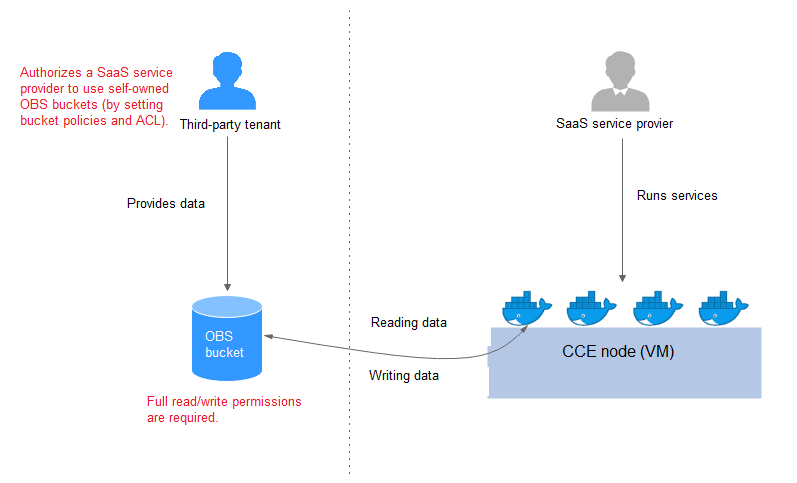 Authorizes a SaaS service
provider to use self-owned
OBS buckets (by setting
bucket policies and ACL).
Third-party tenant
SaaS service provier
Provides data
Runs services
OBS
bucket
Reading data
Writing data
CCE node (VM)
Full read/write permissions
are required.